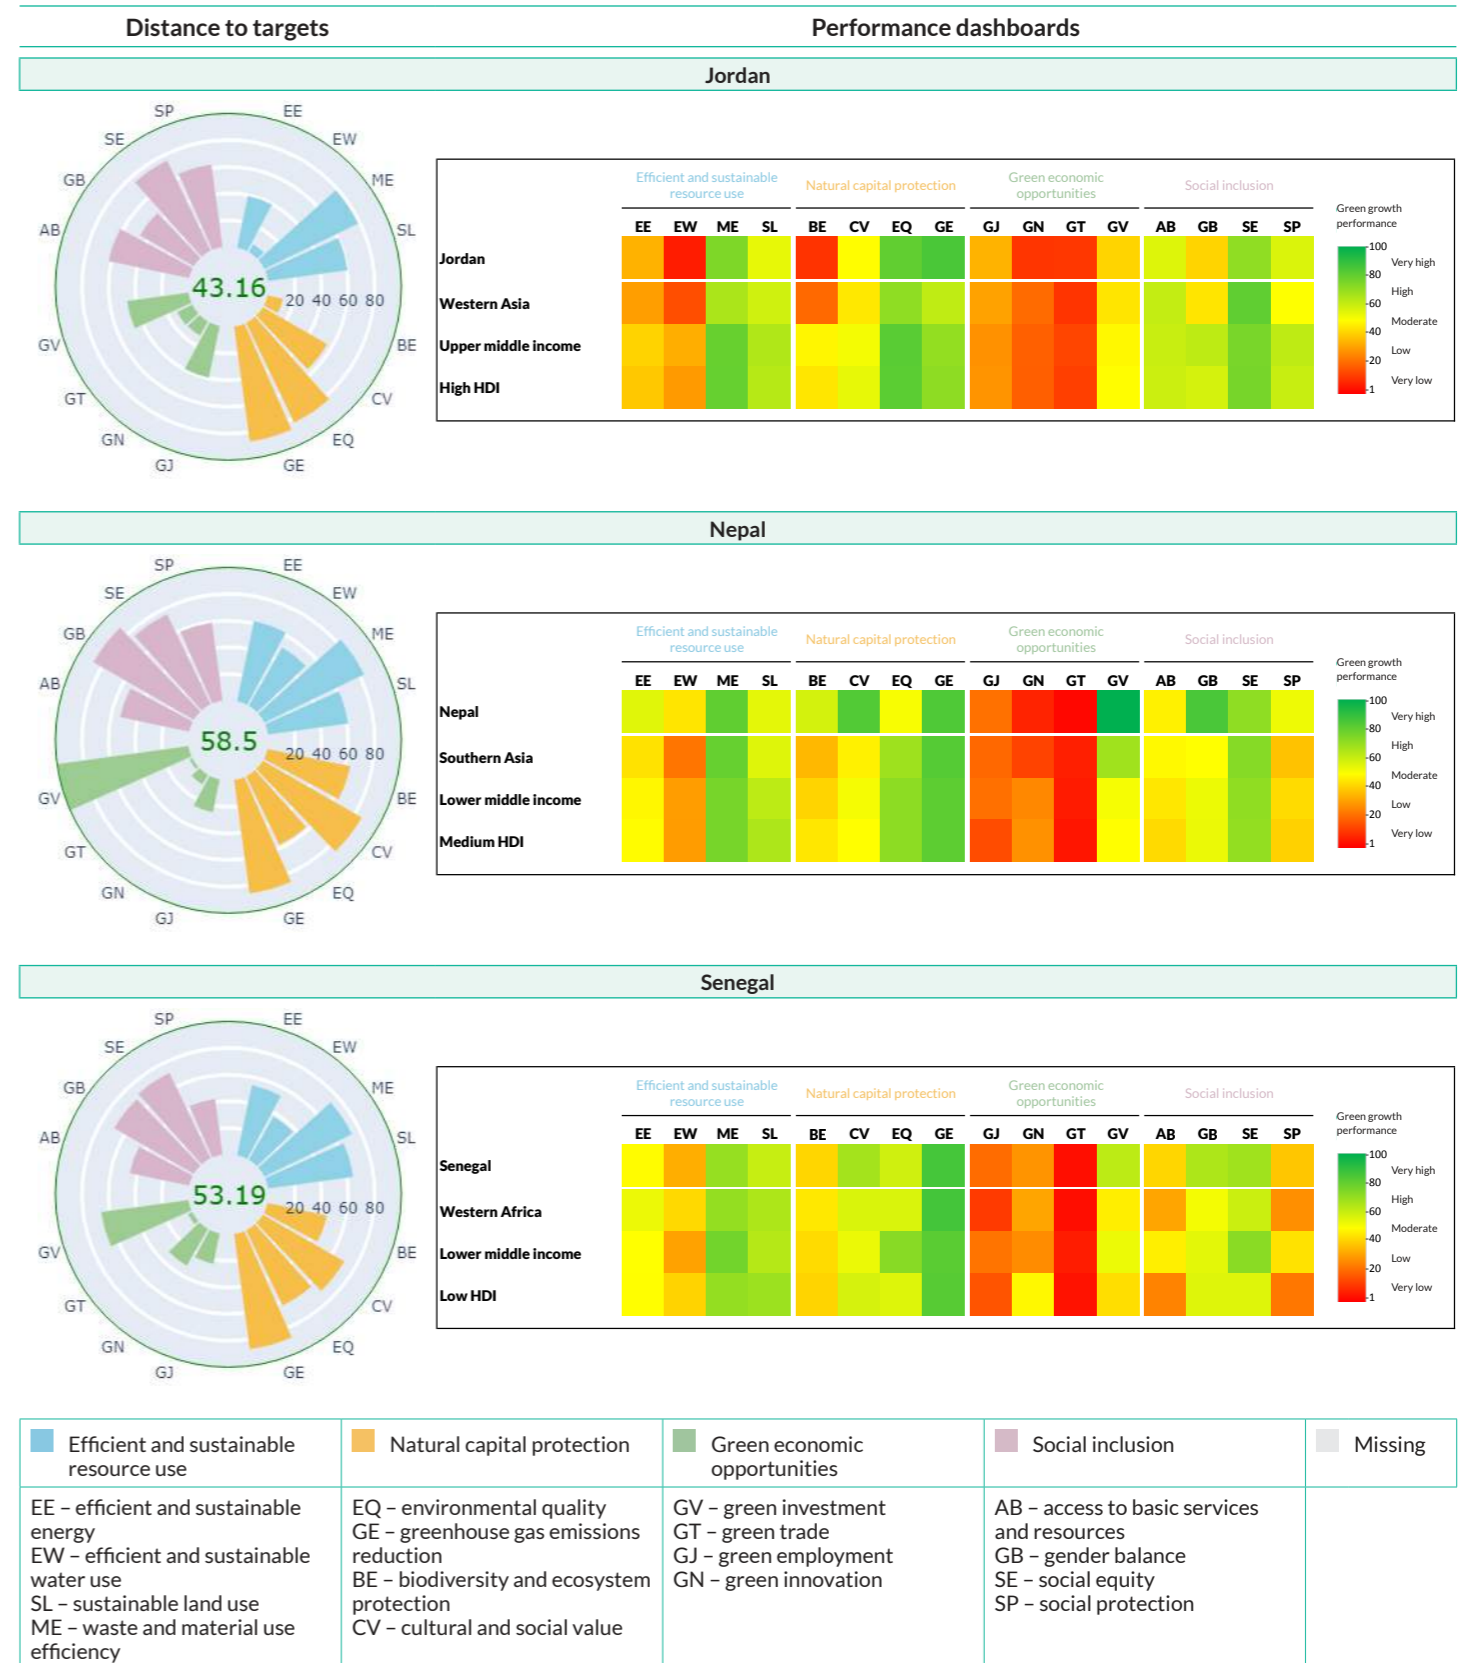 Distance to targets
Performance dashboards
Jordan
SP
EE
SE
EW
GB
ME
AB
SL
43.16
20 40 60 80
GV
BE
GT
CV
GN
EQ
GJ
GE
Efficient and sustainable
resource use
Natural capital protection
Green economic
opportunities
Social inclusion
EE EW ME SL BE CV EQ GE GJ GN GT GV AB GB SE SP
Jordan
Western Asia
Upper middle income
High HDI
Green growth
performance
100
Very high
80
High
60
Moderate
40
Low
20
Very low
1
Nepal
SP
EE
SE
EW
GB
ME
AB
SL
58.5
20 40 60 80
GV
BE
GT
CV
GN
EQ
GJ
GE
Efficient and sustainable
resource use
Natural capital protection
Green economic
opportunities
Social inclusion
EE EW ME SL BE CV EQ GE GJ GN GT GV AB GB SE SP
Nepal
Southern Asia
Lower middle income
Medium HDI
Green growth
performance
100
Very high
80
High
60
Moderate
40
Low
20
Very low
1
Senegal
SP
EE
SE
EW
GB
ME
AB
SL
53.19
20 40 60 80
GV
BE
GT
CV
GN
EQ
GJ
GE
Efficient and sustainable
resource use
Natural capital protection
Green economic
opportunities
Social inclusion
EE EW ME SL BE CV EQ GE GJ GN GT GV AB GB SE SP
Senegal
Western Africa
Lower middle income
Low HDI
Green growth
performance
100
Very high
80
High
60
Moderate
40
Low
20
Very low
1
Efficient and sustainable
resource use
Natural capital protection
Green economic
opportunities
Social inclusion
Missing
EE – efficient and sustainable
energy
EW – efficient and sustainable
water use
SL – sustainable land use
ME – waste and material use
efficiency
EQ – environmental quality
GE – greenhouse gas emissions
reduction
BE – biodiversity and ecosystem
protection
CV – cultural and social value
GV – green investment
GT – green trade
GJ – green employment
GN – green innovation
AB – access to basic services
and resources
GB – gender balance
SE – social equity
SP – social protection